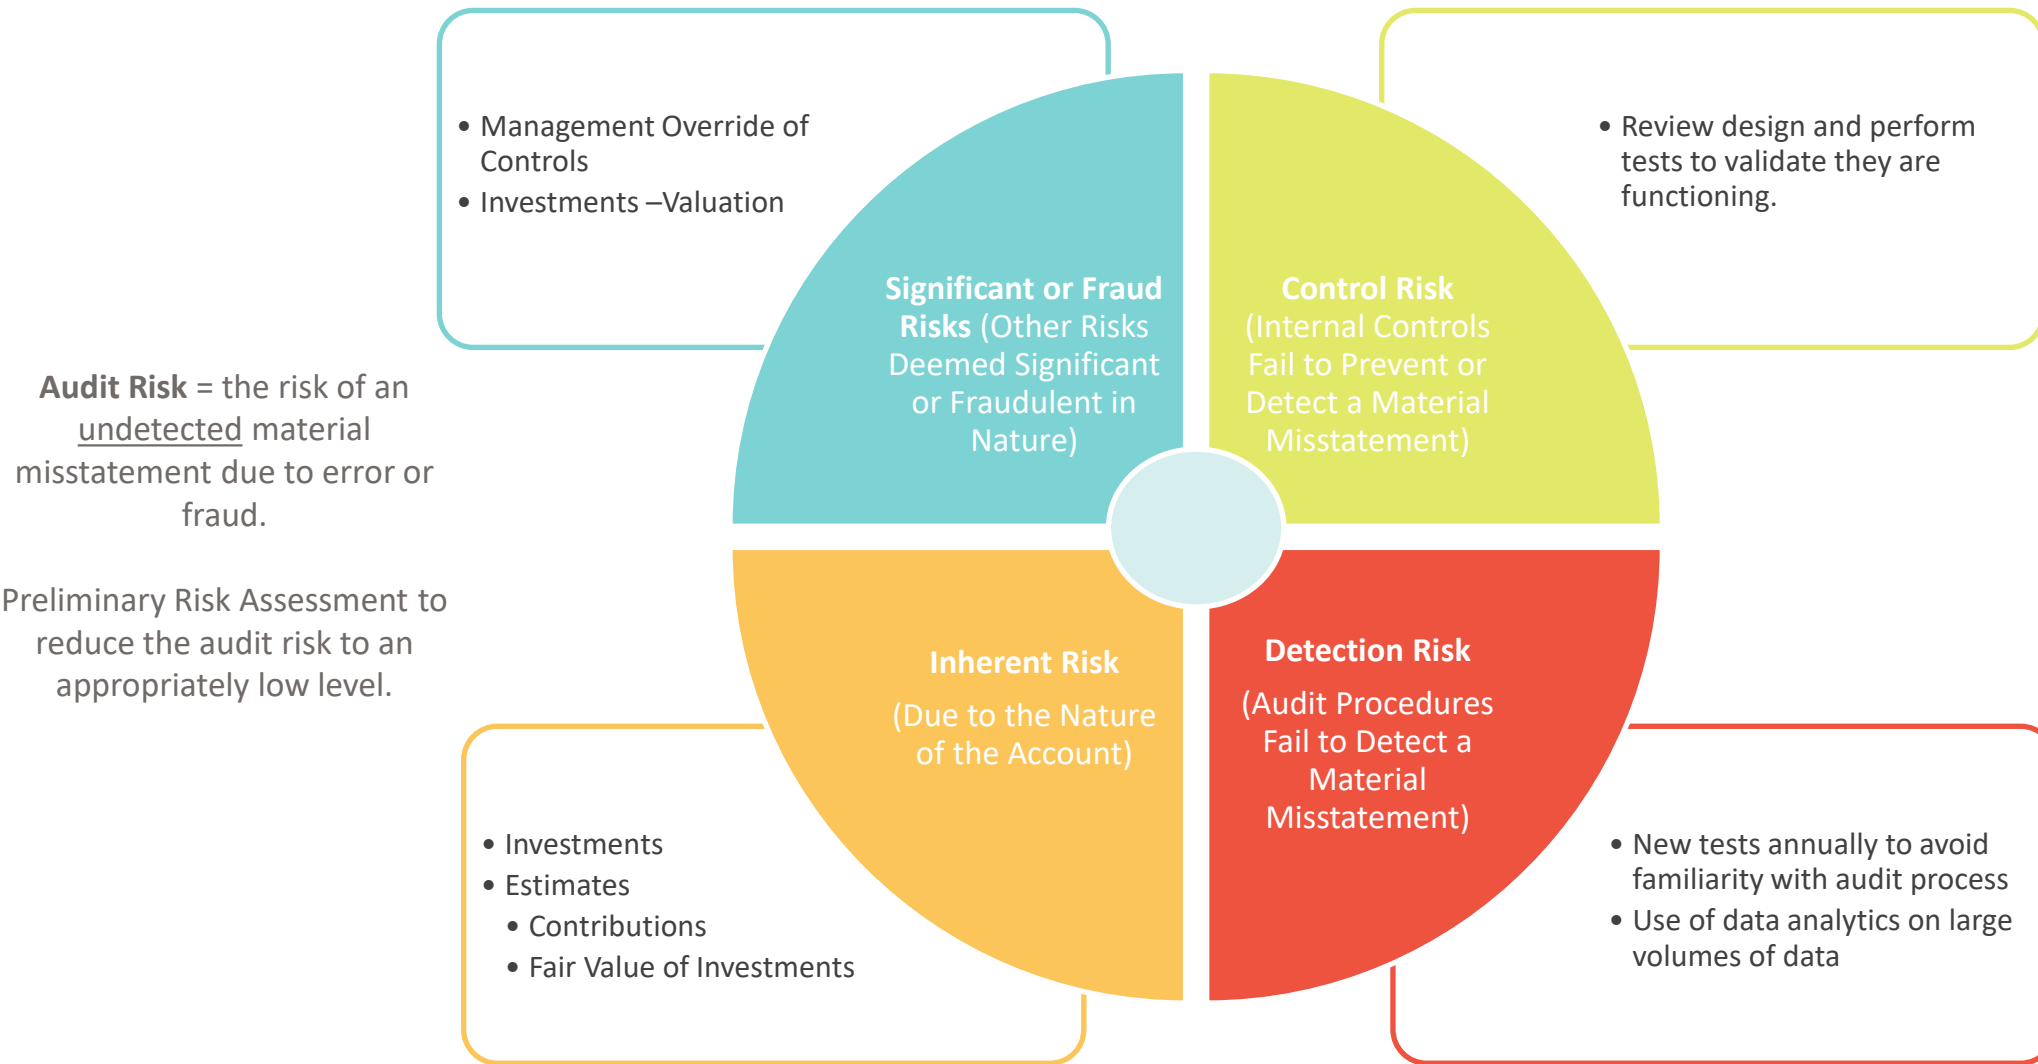 Audit Risk = the risk of an
undetected material
misstatement due to error or
fraud.
Preliminary Risk Assessment to
reduce the audit risk to an
appropriately low level.
• Management Override of
Controls
• Investments –Valuation
Significant or Fraud
Risks (Other Risks
Deemed Significant
or Fraudulent in
Nature)
• Review design and perform
tests to validate they are
functioning.
Control Risk
(Internal Controls
Fail to Prevent or
Detect a Material
Misstatement)
Inherent Risk
(Due to the Nature
of the Account)
• Investments
• Estimates
• Contributions
• Fair Value of Investments
Detection Risk
(Audit Procedures
Fail to Detect a
Material
Misstatement)
• New tests annually to avoid
familiarity with audit process
• Use of data analytics on large
volumes of data